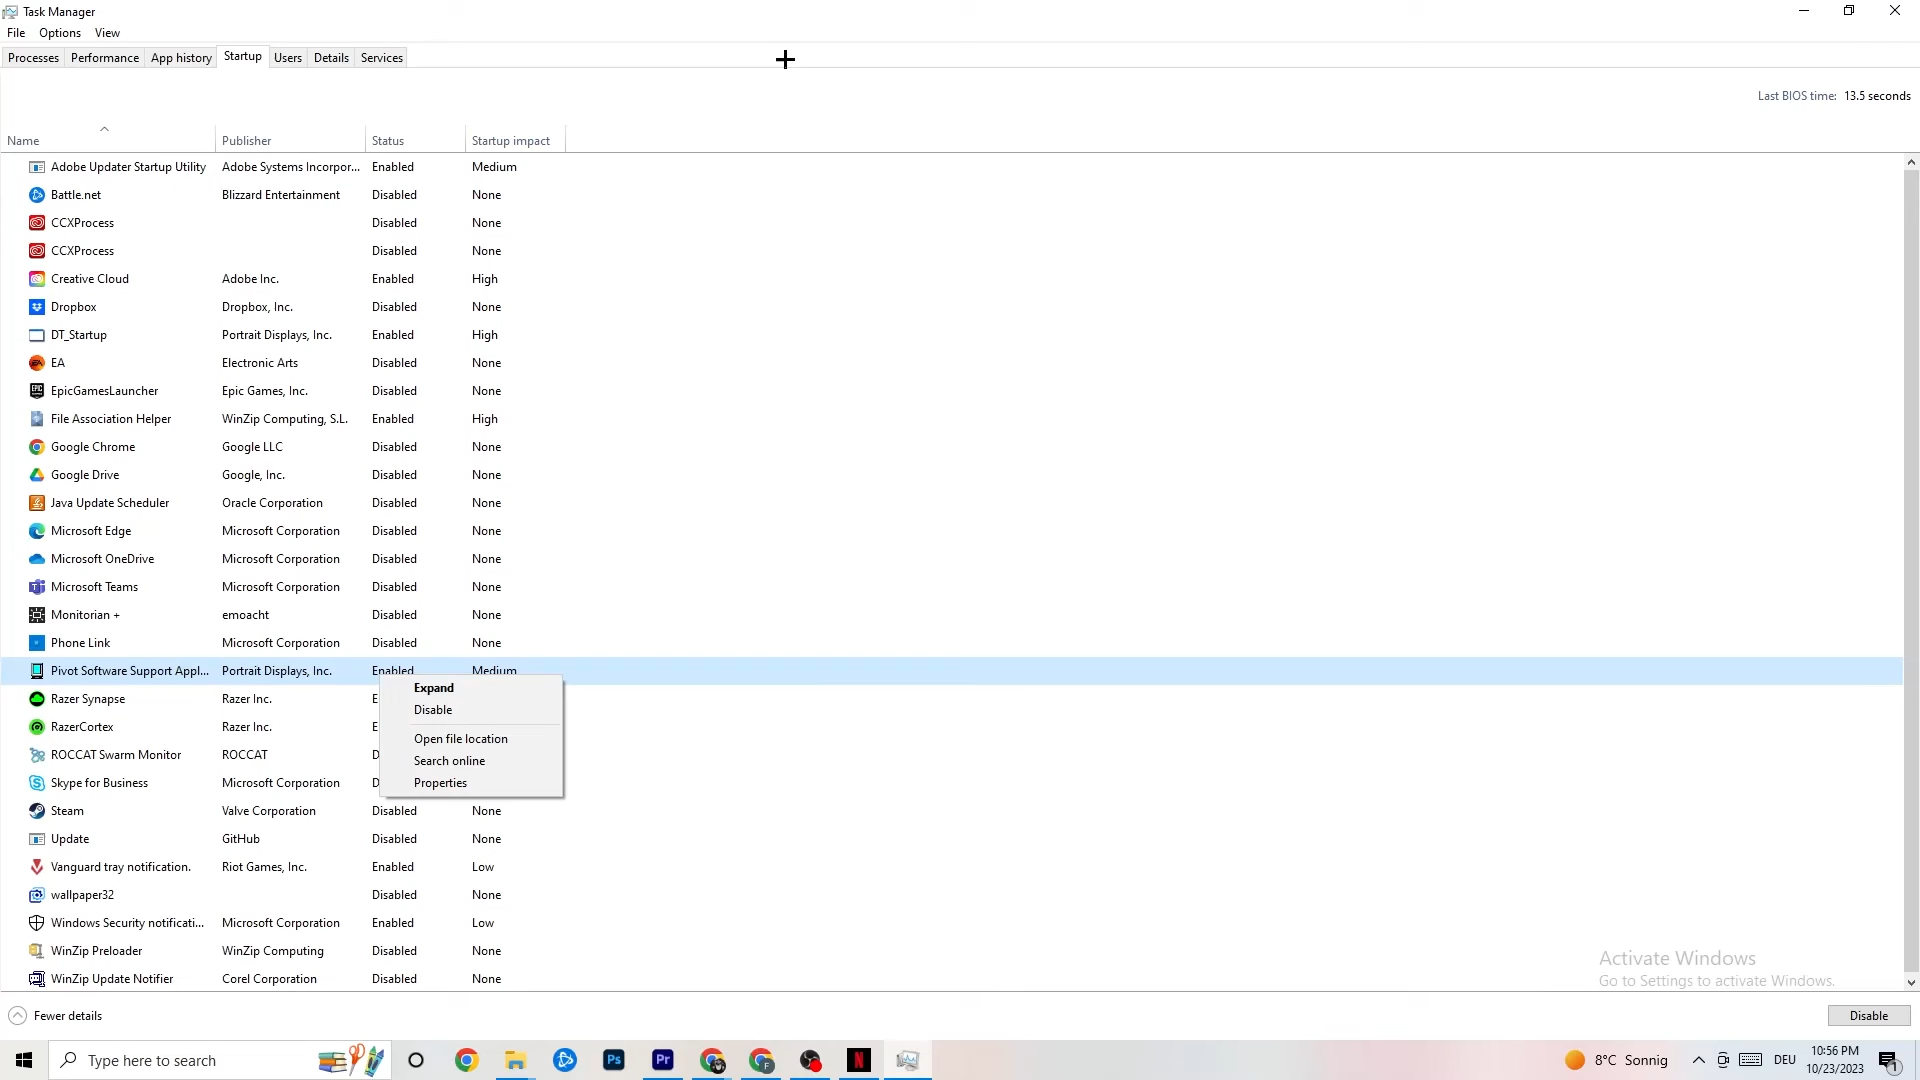 Task Manager
File Options View
Processes Performance App history Startup Users Details Services
Last BIOS time: 13.5 seconds
Name Publisher Status Startup impact
Adobe Updater Startup Utility Adobe Systems Incorpor... Enabled Medium
Battle.net Blizzard Entertainment Disabled None
CCXProcess Disabled None
CCXProcess Disabled None
Creative Cloud Adobe Inc. Enabled High
Dropbox Dropbox, Inc. Disabled None
DT_Startup Portrait Displays, Inc. Enabled High
EA Electronic Arts Disabled None
EpicGamesLauncher Epic Games, Inc. Disabled None
File Association Helper WinZip Computing, S.L. Enabled High
Google Chrome Google LLC Disabled None
Google Drive Google, Inc. Disabled None
Java Update Scheduler Oracle Corporation Disabled None
Microsoft Edge Microsoft Corporation Disabled None
Microsoft OneDrive Microsoft Corporation Disabled None
Microsoft Teams Microsoft Corporation Disabled None
Monitorian + emoacht Disabled None
Phone Link Microsoft Corporation Disabled None
Pivot Software Support Appl... Portrait Displays, Inc. Enabled Medium
Expand
Razer Synapse Razer Inc. E
Disable
RazerCortex Razer Inc. E
Open file location
ROCCAT Swarm Monitor ROCCAT D
Search online
Skype for Business Microsoft Corporation D
Properties
Steam Valve Corporation Disabled None
Update GitHub Disabled None
Vanguard tray notification. Riot Games, Inc. Enabled Low
wallpaper32 Disabled None
Windows Security notificati... Microsoft Corporation Enabled Low
WinZip Preloader WinZip Computing Disabled None
WinZip Update Notifier Corel Corporation Disabled None
Activate Windows
Go to Settings to activate Windows.
Fewer details Disable
Type here to search Ps Pr F N 8°C Sonnig DEU 10:56 PM
10/23/2023 1